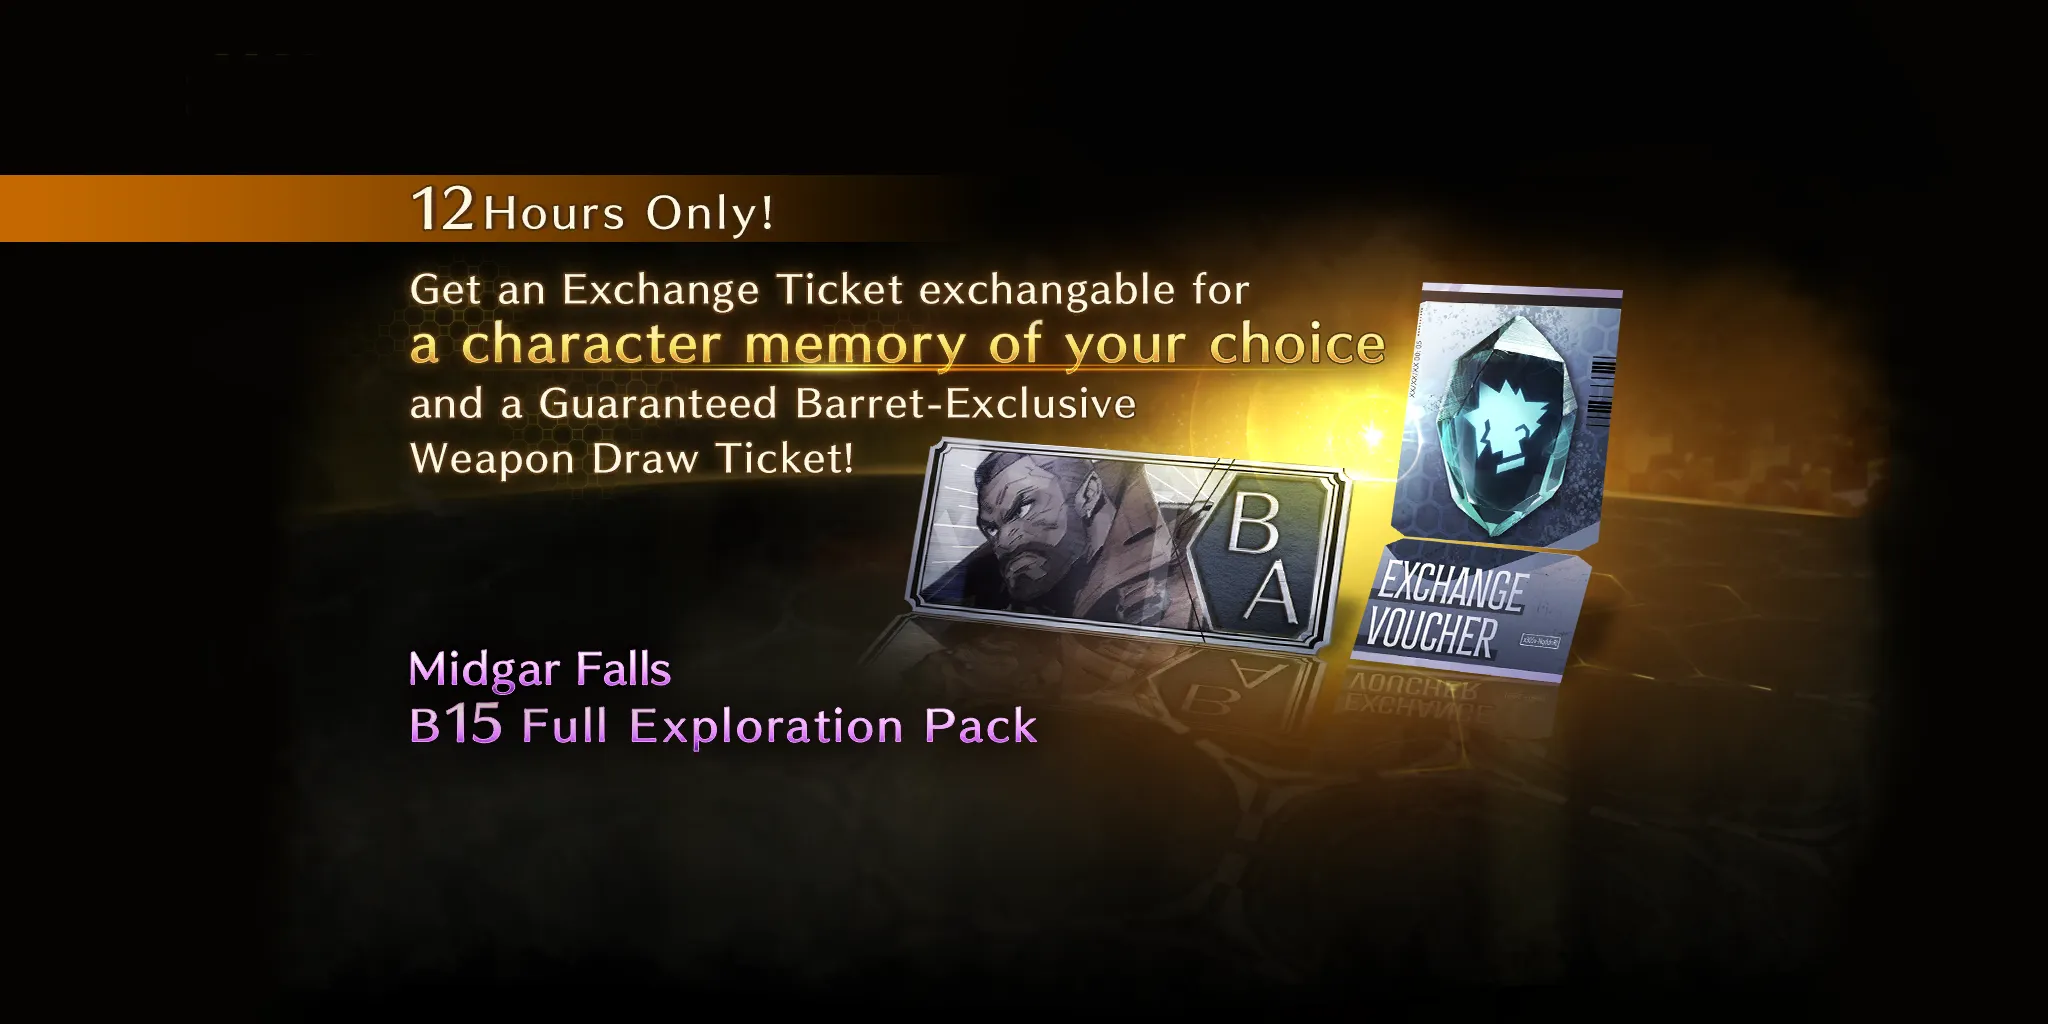 12 Hours Only!
Get an Exchange Ticket exchangable for
a character memory of your choice
and a Guaranteed Barret-Exclusive
Weapon Draw Ticket!
B
A
EXCHANGE
VOUCHER
Midgar Falls
B15 Full Exploration Pack